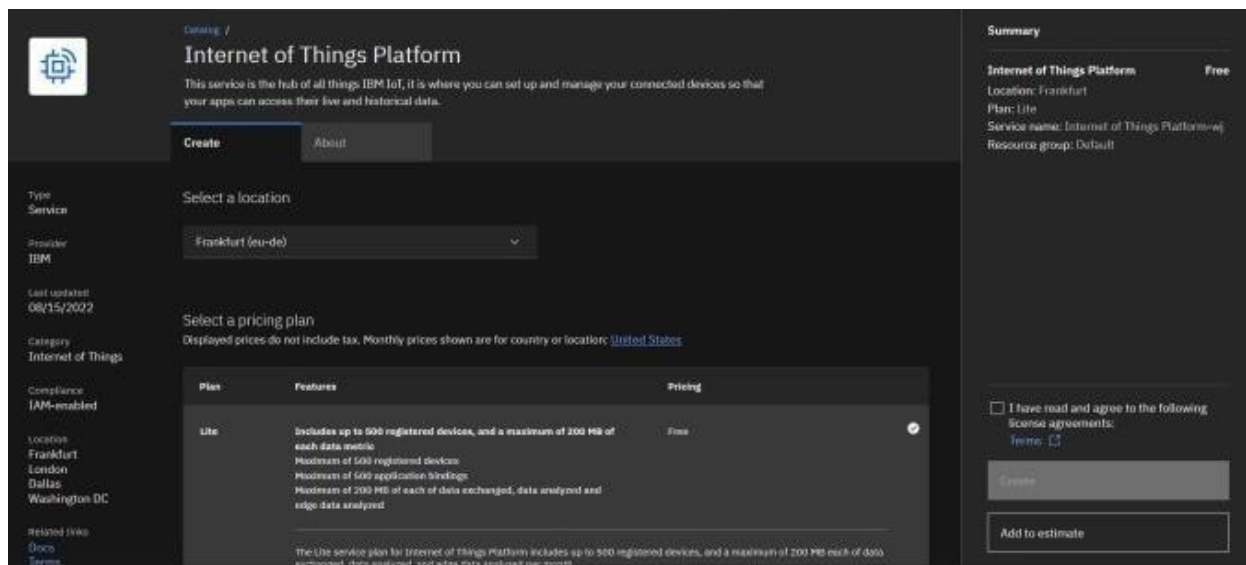 Catalog /
Internet of Things Platform
This service is the hub of all things IBM IoT, it is where you can set up and manage your connected devices so that
your apps can access their live and historical data.
Create
About
Type
Service
Provider
IBM
Last updated
08/15/2022
Category
Internet of Things
Compliance
IAM-enabled
Location
Frankfurt
London
Dallas
Washington DC
Related links
Docs
Terms
Select a location
Frankfurt (eu-de)
Select a pricing plan
Displayed prices do not include tax. Monthly prices shown are for country or location: United States
Plan
Features
Pricing
Lite
Includes up to 500 registered devices, and a maximum of 200 MB of
each data metric
Free
Maximum of 500 registered devices
Maximum of 500 application bindings
Maximum of 200 MB of each of data exchanged, data analyzed and
edge data analyzed
The Lite service plan for Internet of Things Platform includes up to 500 registered devices, and a maximum of 200 MB each of data
exchanged, data analyzed, and edge data analyzed per month.
Summary
Internet of Things Platform
Free
Location: Frankfurt
Plan: Lite
Service name: Internet of Things Platform-wj
Resource group: Default
I have read and agree to the following
license agreements:
Terms
Create
Add to estimate